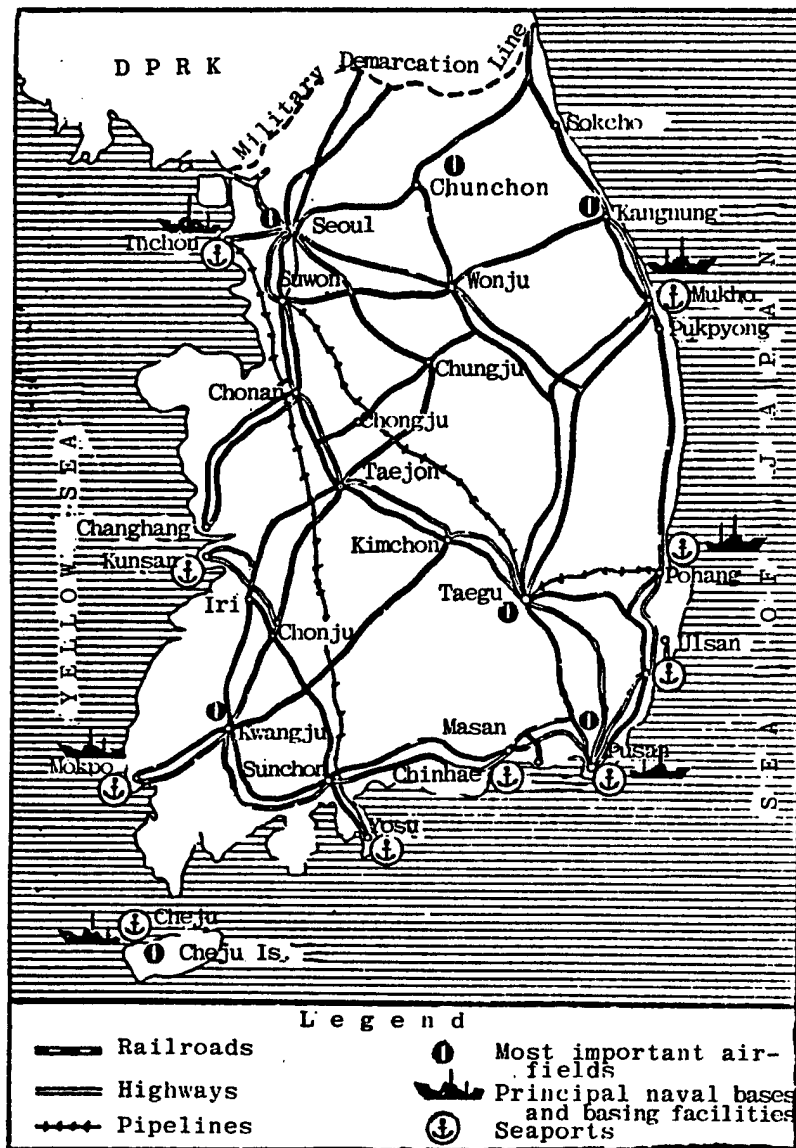 DPRK
Military Demarcation Line
Sokcho
Chunchon
Kangnung
Seoul
Inchon
Suwon
Wonju
Mukho
Pukpyong
Chungju
Chonan
Chongju
Taejon
Changhang
Kunsan
Kimchon
Pohang
Taegu
Iri
Chonju
Ulsan
Masan
Kwangju
Pusan
Mokpo
Sunchon
Chinhae
Yosu
Cheju
Cheju Is.
YELLOW SEA
SEA OF JAPAN
Legend
Railroads
Highways
Pipelines
Most important air-
fields
Principal naval bases
and basing facilities
Seaports